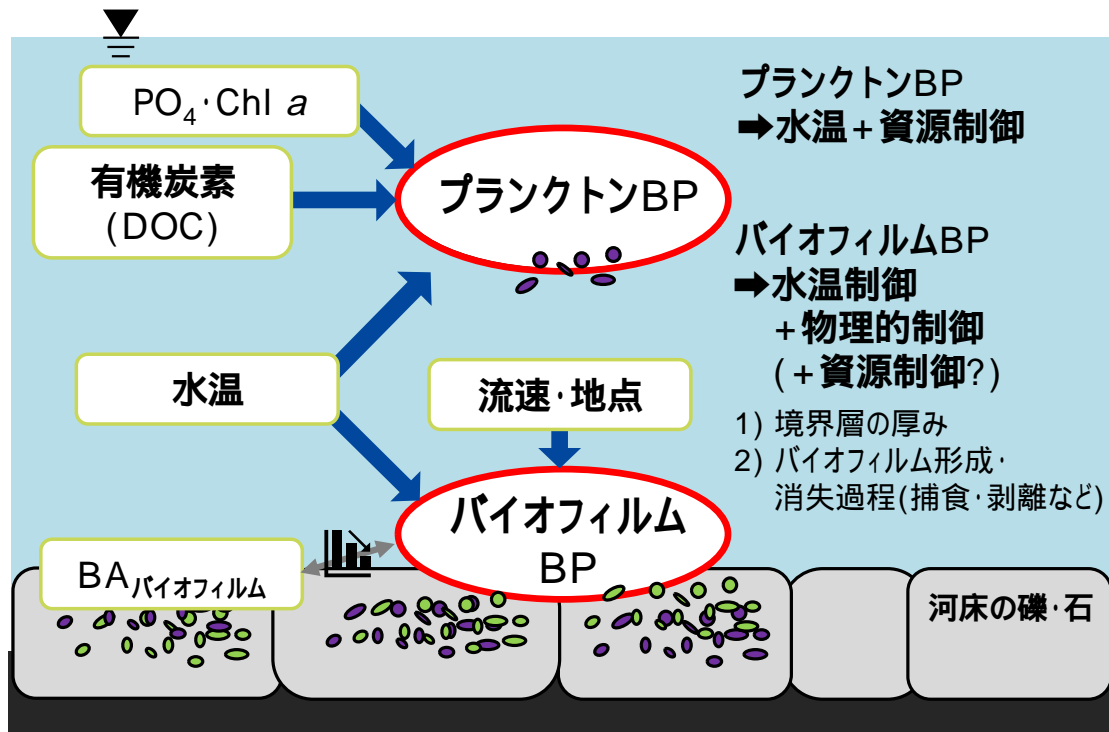 PO₄·Chl a
有機炭素
(DOC)
水温
プランクトンBP
流速·地点
バイオフィルム
BP
BAバイオフィルム
プランクトンBP
➡水温+資源制御
バイオフィルムBP
➡水温制御
+物理的制御
(+資源制御?)
1) 境界層の厚み
2) バイオフィルム形成·
消失過程(捕食·剥離など)
河床の礫·石